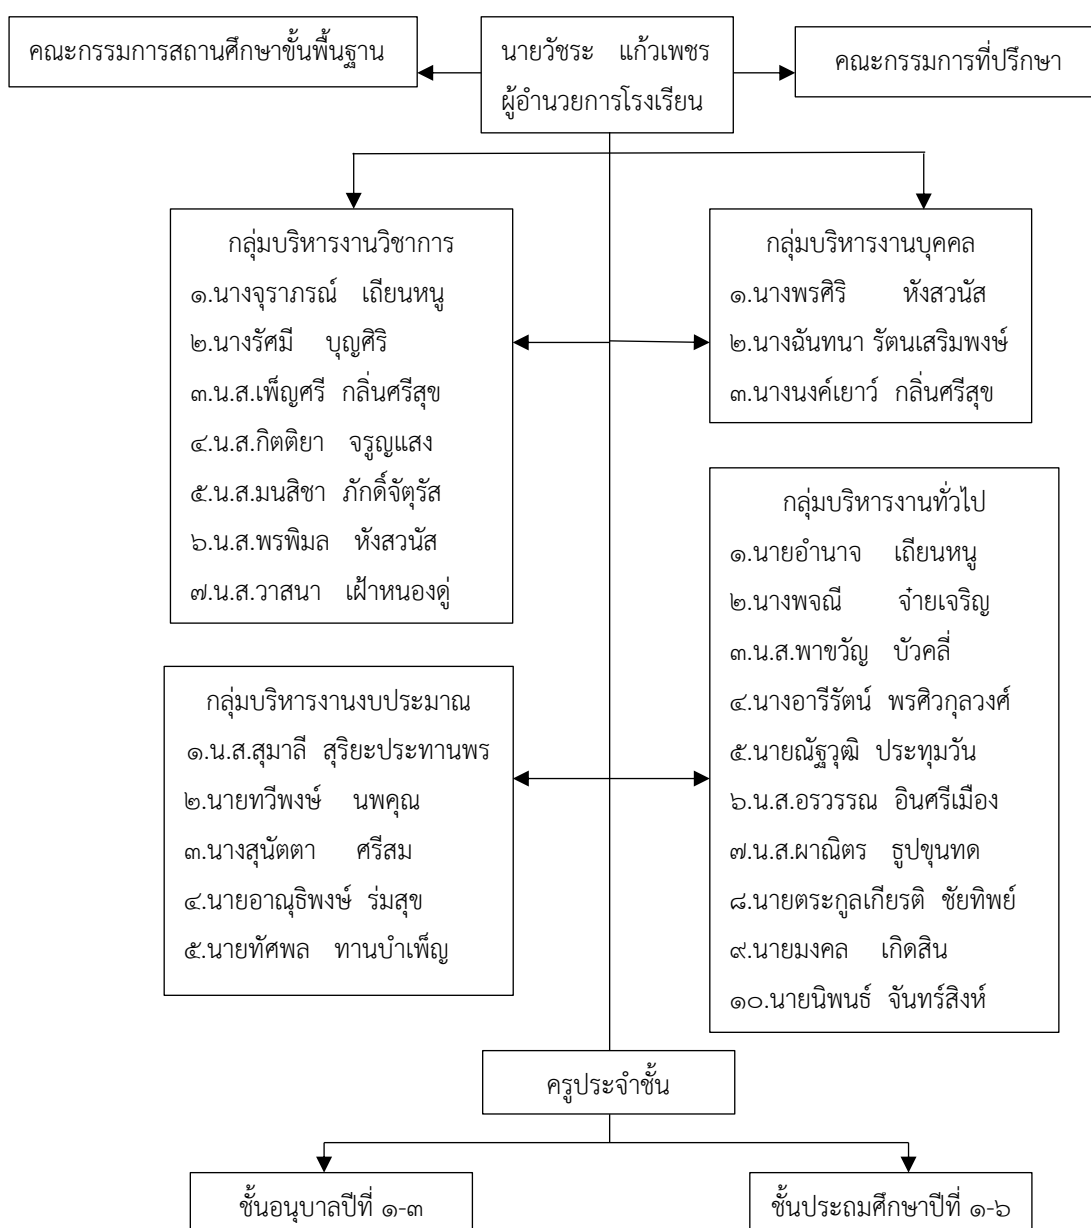 คณะกรรมการสถานศึกษาขั้นพื้นฐาน
นายวัชระ แก้วเพชร
ผู้อำนวยการโรงเรียน
คณะกรรมการที่ปรึกษา
กลุ่มบริหารงานวิชาการ
๑.นางจุราภรณ์ เถียนหนู
๒.นางรัศมี บุญศิริ
๓.น.ส.เพ็ญศรี กลิ่นศรีสุข
๔.น.ส.กิตติยา จรูญแสง
๕.น.ส.มนสิชา ภักดิ์จัตุรัส
๖.น.ส.พรพิมล หังสวนัส
๗.น.ส.วาสนา เฝ้าหนองดู่
กลุ่มบริหารงานบุคคล
๑.นางพรศิริ หังสวนัส
๒.นางฉันทนา รัตนเสริมพงษ์
๓.นางนงค์เยาว์ กลิ่นศรีสุข
กลุ่มบริหารงานงบประมาณ
๑.น.ส.สุมาลี สุริยะประทานพร
๒.นายทวีพงษ์ นพคุณ
๓.นางสุนัตตา ศรีสม
๔.นายอาณุธิพงษ์ ร่มสุข
๕.นายทัศพล ทานบำเพ็ญ
กลุ่มบริหารงานทั่วไป
๑.นายอำนาจ เถียนหนู
๒.นางพจณี จ๋ายเจริญ
๓.น.ส.พาขวัญ บัวคลี่
๔.นางอารีรัตน์ พรศิวกุลวงศ์
๕.นายณัฐวุฒิ ประทุมวัน
๖.น.ส.อรวรรณ อินศรีเมือง
๗.น.ส.ผาณิตร ธูปขุนทด
๘.นายตระกูลเกียรติ ชัยทิพย์
๙.นายมงคล เกิดสิน
๑๐.นายนิพนธ์ จันทร์สิงห์
ครูประจำชั้น
ชั้นอนุบาลปีที่ ๑-๓
ชั้นประถมศึกษาปีที่ ๑-๖